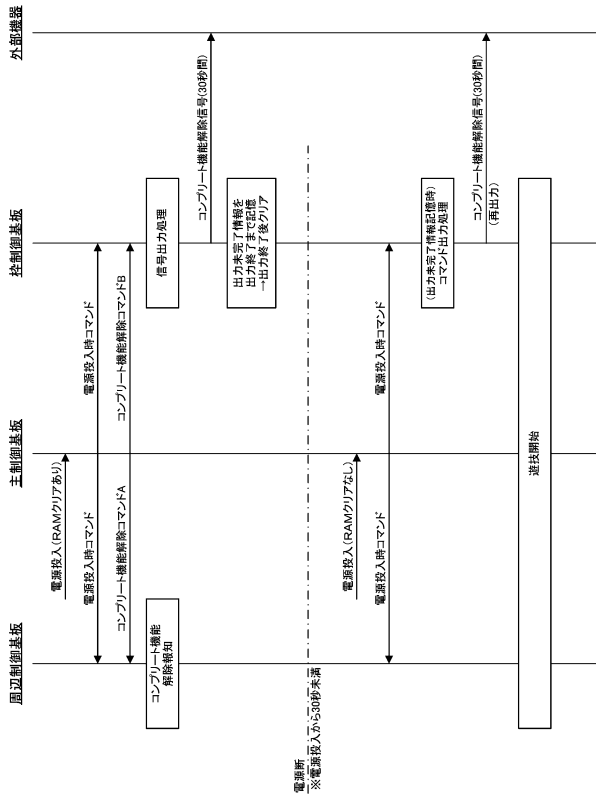 周辺制御基板
主制御基板
枠制御基板
外部機器
電源投入(RAMクリアあり)
電源投入時コマンド
電源投入時コマンド
コンプリート機能解除コマンドA
コンプリート機能解除コマンドB
コンプリート機能
解除報知
信号出力処理
コンプリート機能解除信号(30秒間)
出力未完了情報を
出力終了まで記憶
→出力終了後クリア
電源断
※電源投入から30秒未満
電源投入(RAMクリアなし)
電源投入時コマンド
電源投入時コマンド
(出力未完了情報記憶時)
コマンド出力処理
コンプリート機能解除信号(30秒間)
(再出力)
遊技開始